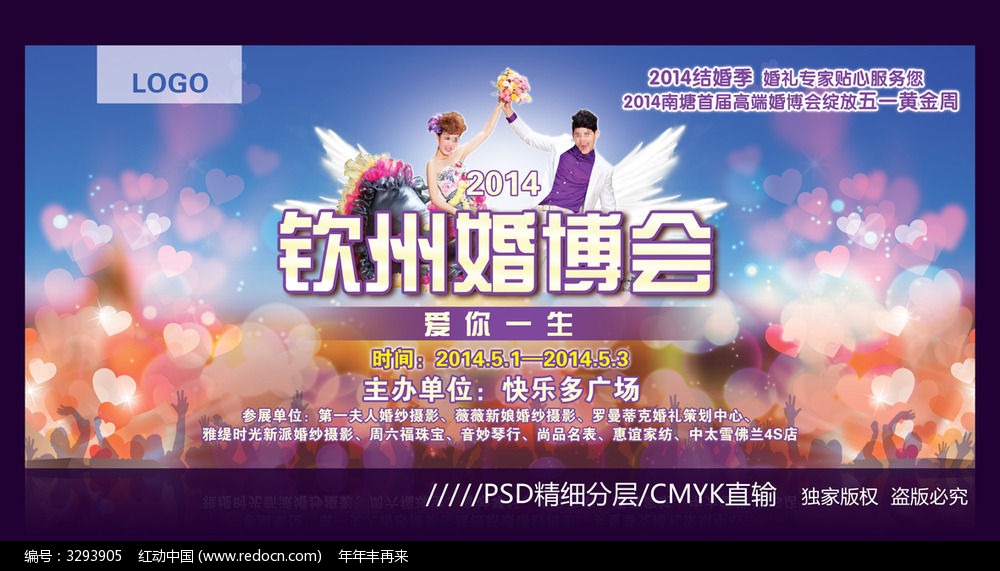 LOGO
2014结婚季 婚礼专家贴心服务您
2014南塘首届高端婚博会绽放五一黄金周
2014
钦州婚博会
爱你一生
时间：2014.5.1—2014.5.3
主办单位：快乐多广场
参展单位：第一夫人婚纱摄影、薇薇新娘婚纱摄影、罗曼蒂克婚礼策划中心、
雅缇时光新派婚纱摄影、周六福珠宝、音妙琴行、尚品名表、惠谊家纺、中太雪佛兰4S店
/////PSD精细分层/CMYK直输 独家版权 盗版必究
编号：3293905 红动中国 (www.redocn.com) 年年丰再来